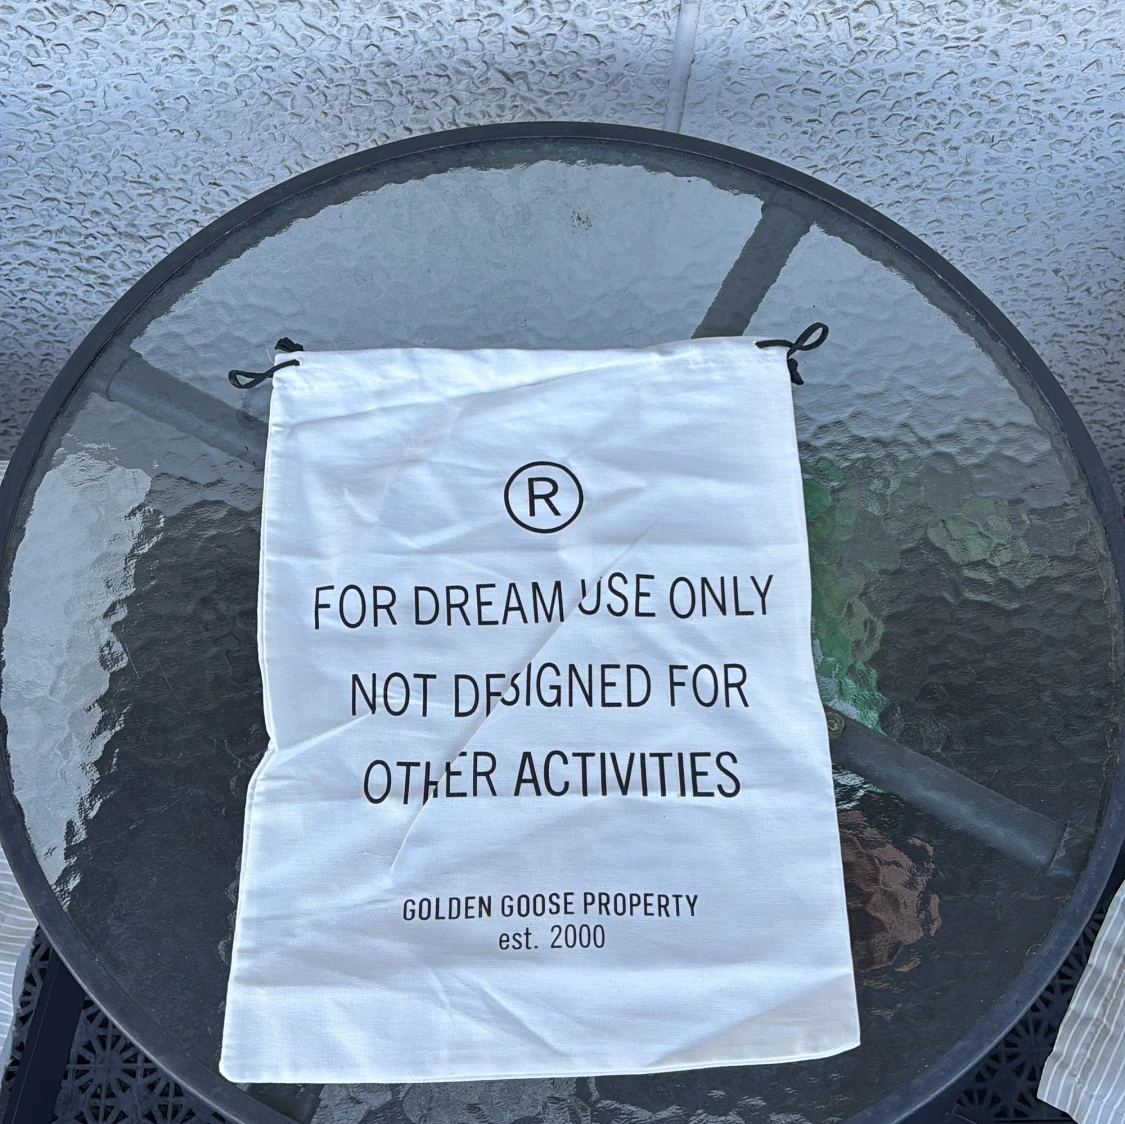 ®
FOR DREAM USE ONLY
NOT DESIGNED FOR
OTHER ACTIVITIES
GOLDEN GOOSE PROPERTY
est. 2000